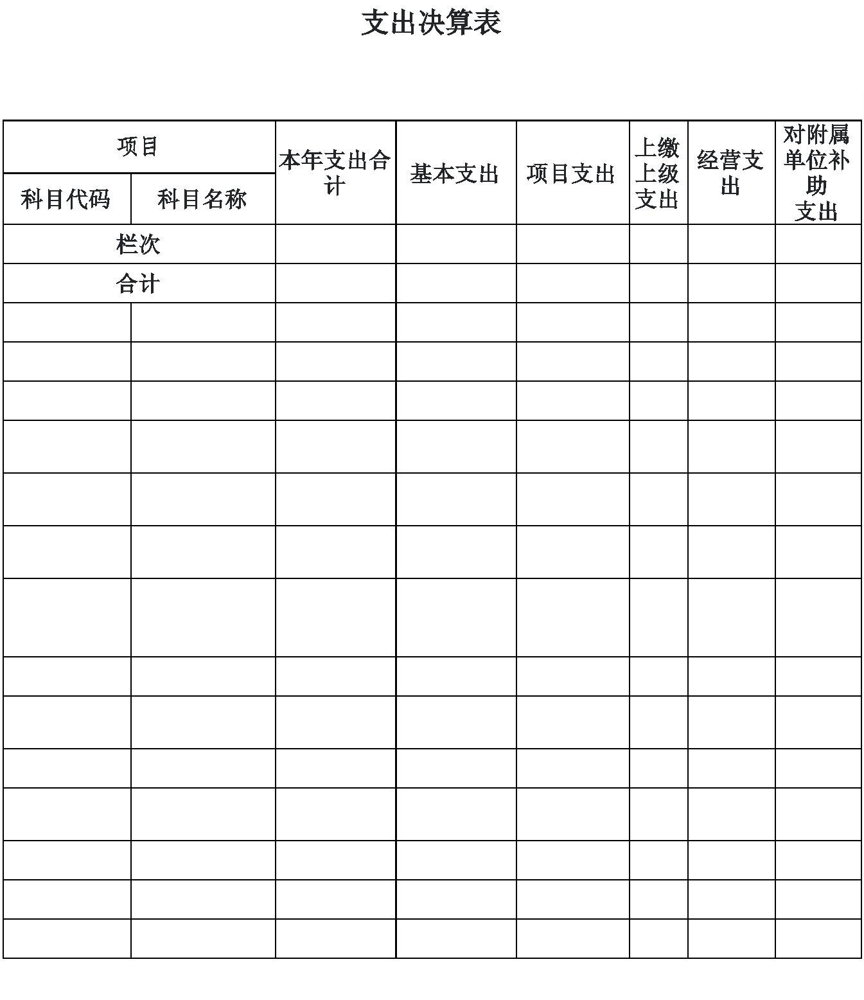 支出决算表
项目
本年支出合
计
基本支出
项目支出
上缴
上级
支出
经营支
出
对附属
单位补
助
支出
科目代码
科目名称
栏次
合计